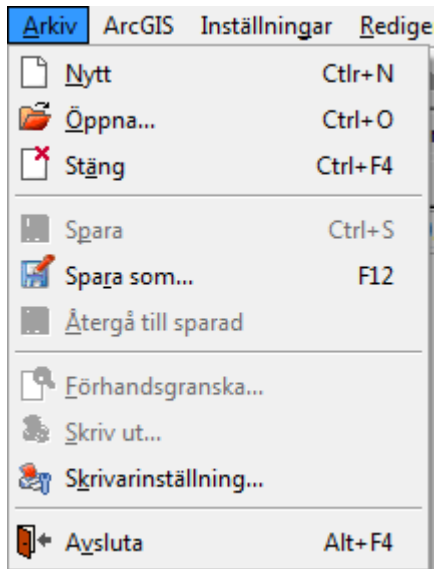 Arkiv ArcGIS Inställningar Redige
Nytt Ctlr+N
Öppna... Ctrl+O
Stäng Ctrl+F4
Spara Ctrl+S
Spara som... F12
Återgå till sparad
Förhandsgranska...
Skriv ut...
Skrivarinställning...
Avsluta Alt+F4